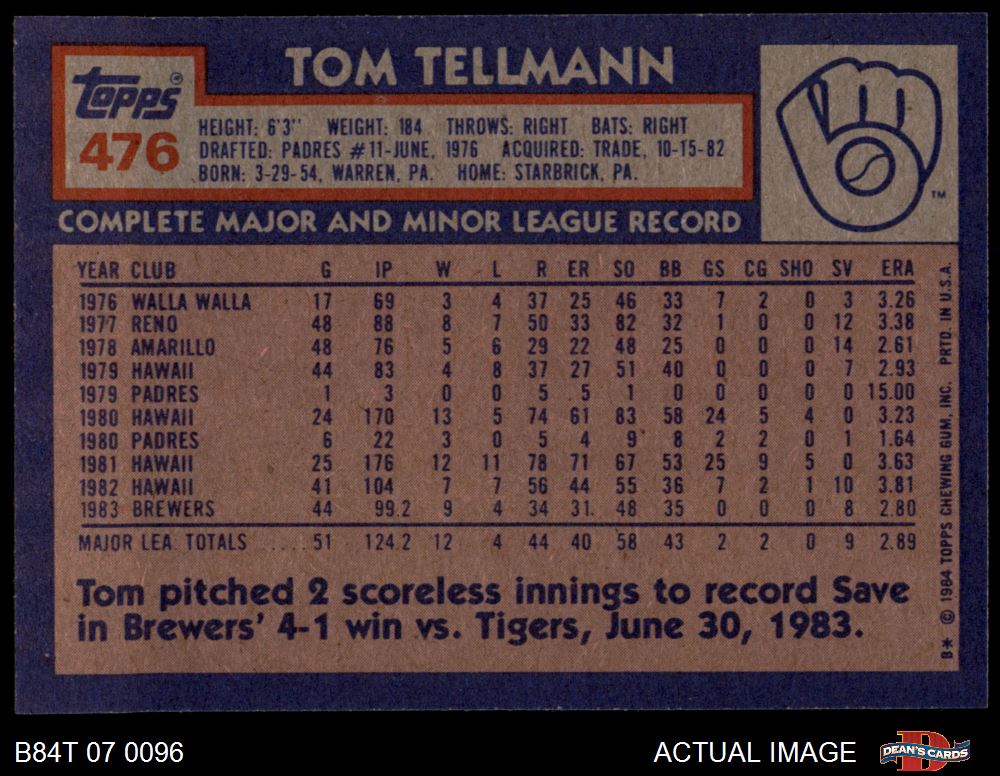 TOM TELLMANN
Topps
476
HEIGHT: 6'3" WEIGHT: 184 THROWS: RIGHT BATS: RIGHT
DRAFTED: PADRES #11-JUNE, 1976 ACQUIRED: TRADE, 10-15-82
BORN: 3-29-54, WARREN, PA. HOME: STARBRICK, PA.
TM
COMPLETE MAJOR AND MINOR LEAGUE RECORD
YEAR CLUB G IP W L R ER SO BB GS CG SHO SV ERA
1976 WALLA WALLA 17 69 3 4 37 25 46 33 7 2 0 3 3.26
1977 RENO 48 88 8 7 50 33 82 32 1 0 0 12 3.38
1978 AMARILLO 48 76 5 6 29 22 48 25 0 0 0 14 2.61
1979 HAWAII 44 83 4 8 37 27 51 40 0 0 0 7 2.93
1979 PADRES 1 3 0 0 5 5 1 0 0 0 0 0 15.00
1980 HAWAII 24 170 13 5 74 61 83 58 24 5 4 0 3.23
1980 PADRES 6 22 3 0 5 4 9 8 2 2 0 1 1.64
1981 HAWAII 25 176 12 11 78 71 67 53 25 9 5 0 3.63
1982 HAWAII 41 104 7 7 56 44 55 36 7 2 1 10 3.81
1983 BREWERS 44 99.2 9 4 34 31 48 35 0 0 0 8 2.80
MAJOR LEA. TOTALS ..... 51 124.2 12 4 44 40 58 43 2 2 0 9 2.89
Tom pitched 2 scoreless innings to record Save
in Brewers' 4-1 win vs. Tigers, June 30, 1983.
B* © 1984 TOPPS CHEWING GUM, INC. PRTD. IN U.S.A.
B84T 07 0096
ACTUAL IMAGE
D
DEAN'S CARDS